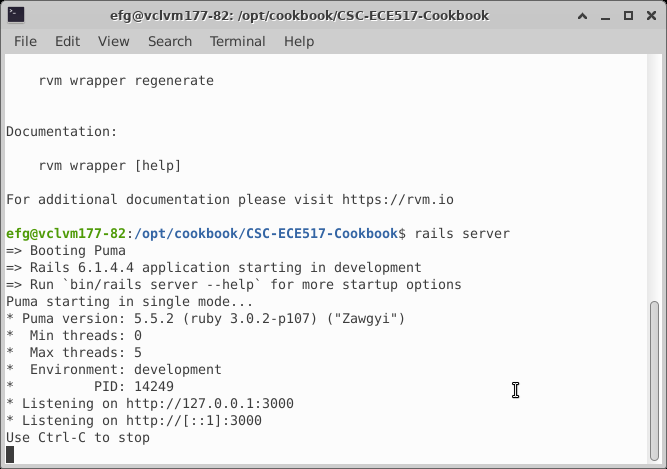 efg@vclvm177-82: /opt/cookbook/CSC-ECE517-Cookbook
File Edit View Search Terminal Help
rvm wrapper regenerate
Documentation:
rvm wrapper [help]
For additional documentation please visit https://rvm.io
efg@vclvm177-82:/opt/cookbook/CSC-ECE517-Cookbook$ rails server
=> Booting Puma
=> Rails 6.1.4.4 application starting in development
=> Run `bin/rails server --help` for more startup options
Puma starting in single mode...
* Puma version: 5.5.2 (ruby 3.0.2-p107) ("Zawgyi")
*  Min threads: 0
*  Max threads: 5
*  Environment: development
*          PID: 14249
* Listening on http://127.0.0.1:3000
* Listening on http://[::1]:3000
Use Ctrl-C to stop